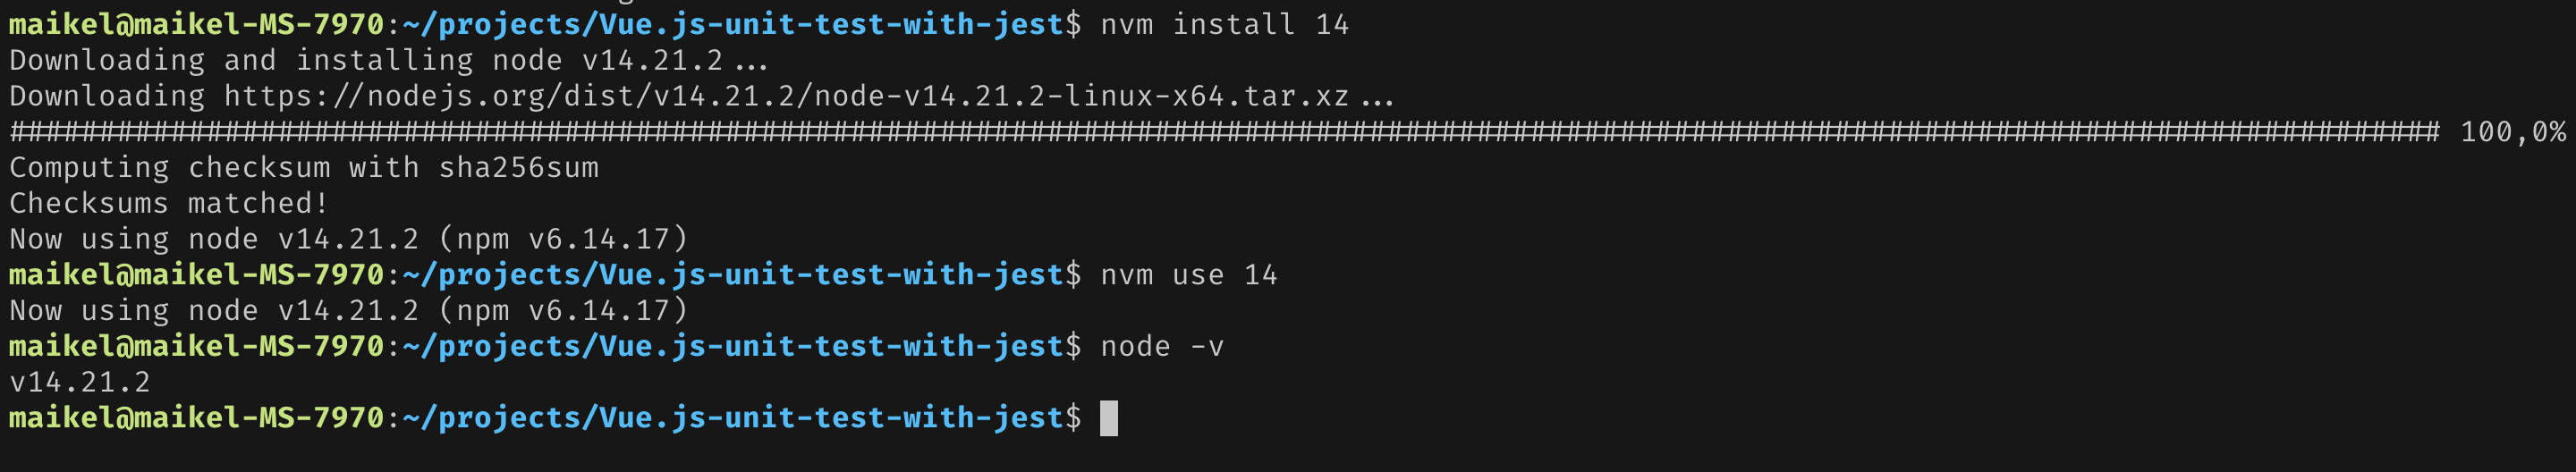 maikel@maikel-MS-7970:~/projects/Vue.js-unit-test-with-jest$ nvm install 14
Downloading and installing node v14.21.2...
Downloading https://nodejs.org/dist/v14.21.2/node-v14.21.2-linux-x64.tar.xz...
######################################################################################################################################## 100,0%
Computing checksum with sha256sum
Checksums matched!
Now using node v14.21.2 (npm v6.14.17)
maikel@maikel-MS-7970:~/projects/Vue.js-unit-test-with-jest$ nvm use 14
Now using node v14.21.2 (npm v6.14.17)
maikel@maikel-MS-7970:~/projects/Vue.js-unit-test-with-jest$ node -v
v14.21.2
maikel@maikel-MS-7970:~/projects/Vue.js-unit-test-with-jest$